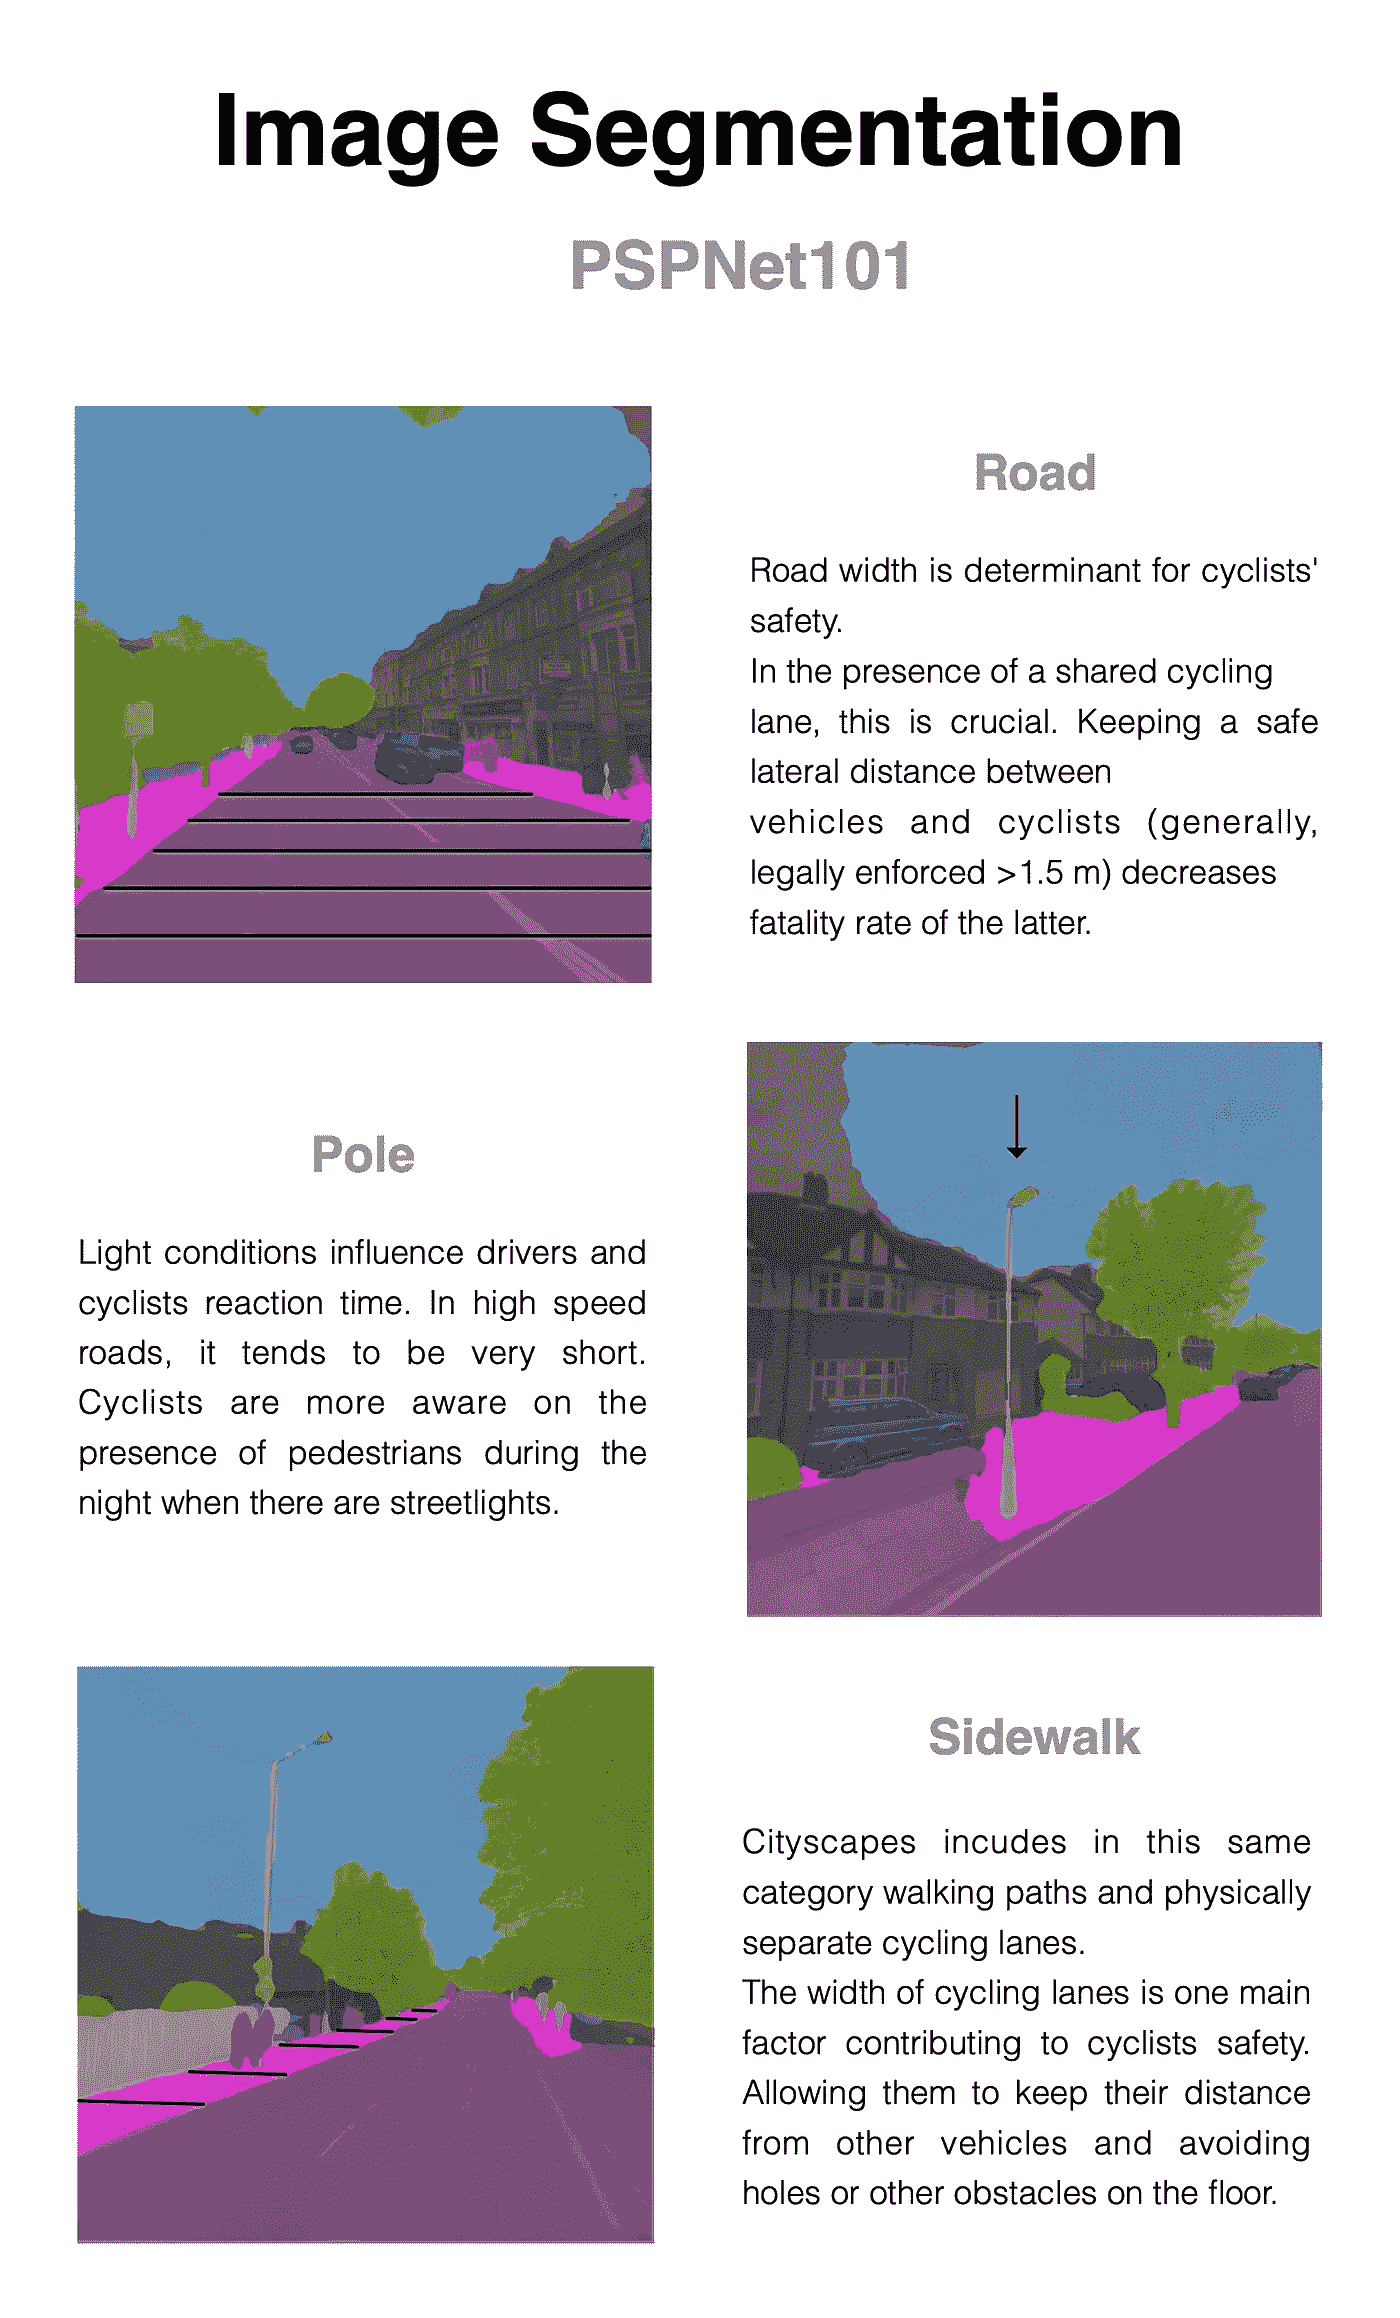 Image Segmentation
PSPNet101
Road
Road width is determinant for cyclists'
safety.
In the presence of a shared cycling
lane, this is crucial. Keeping a safe
lateral distance between
vehicles and cyclists (generally,
legally enforced >1.5 m) decreases
fatality rate of the latter.
Pole
Light conditions influence drivers and
cyclists reaction time. In high speed
roads, it tends to be very short.
Cyclists are more aware on the
presence of pedestrians during the
night when there are streetlights.
Sidewalk
Cityscapes incudes in this same
category walking paths and physically
separate cycling lanes.
The width of cycling lanes is one main
factor contributing to cyclists safety.
Allowing them to keep their distance
from other vehicles and avoiding
holes or other obstacles on the floor.